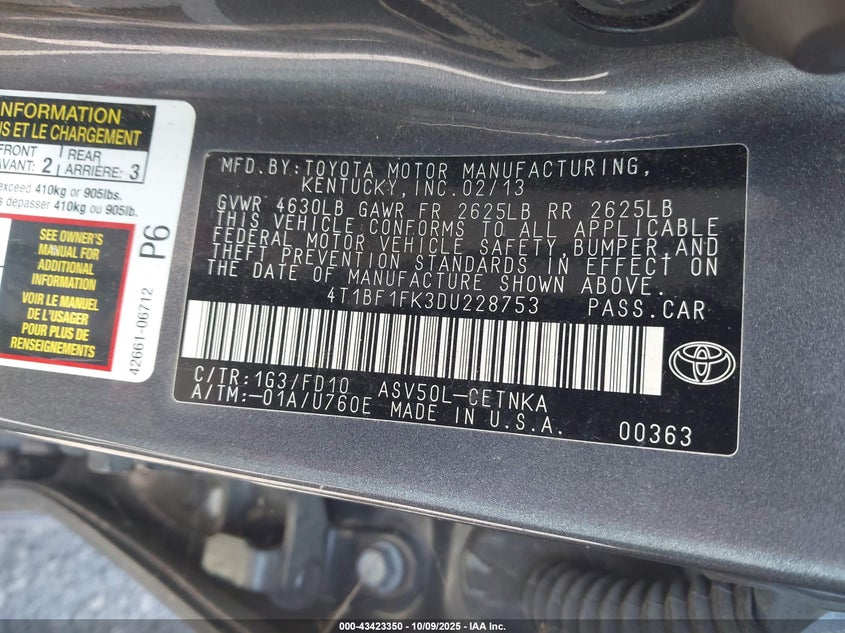 INFORMATION
US ET LE CHARGEMENT
FRONT
AVANT: 2
REAR
ARRIÈRE: 3
exceed 410kg or 905lbs.
s dépasser 410kg ou 905lb.
SEE OWNER'S
MANUAL FOR
ADDITIONAL
INFORMATION
VOIR LE MANUEL
DE L'USAGER
POUR PLUS DE
RENSEIGNEMENTS
42661-06712
P6
MFD.BY:TOYOTA MOTOR MANUFACTURING,
KENTUCKY, INC. 02/13
GVWR 4630LB GAWR FR 2625LB RR 2625LB
THIS VEHICLE CONFORMS TO ALL APPLICABLE
FEDERAL MOTOR VEHICLE SAFETY, BUMPER, AND
THEFT PREVENTION STANDARDS IN EFFECT ON
THE DATE OF MANUFACTURE SHOWN ABOVE.
4T1BF1FK3DU228753 PASS.CAR
C/TR:1G3/FD10 ASV50L-CETNKA
A/TM:-01A/U760E MADE IN U.S.A. 00363
000-43423350 - 10/09/2025 - IAA Inc.